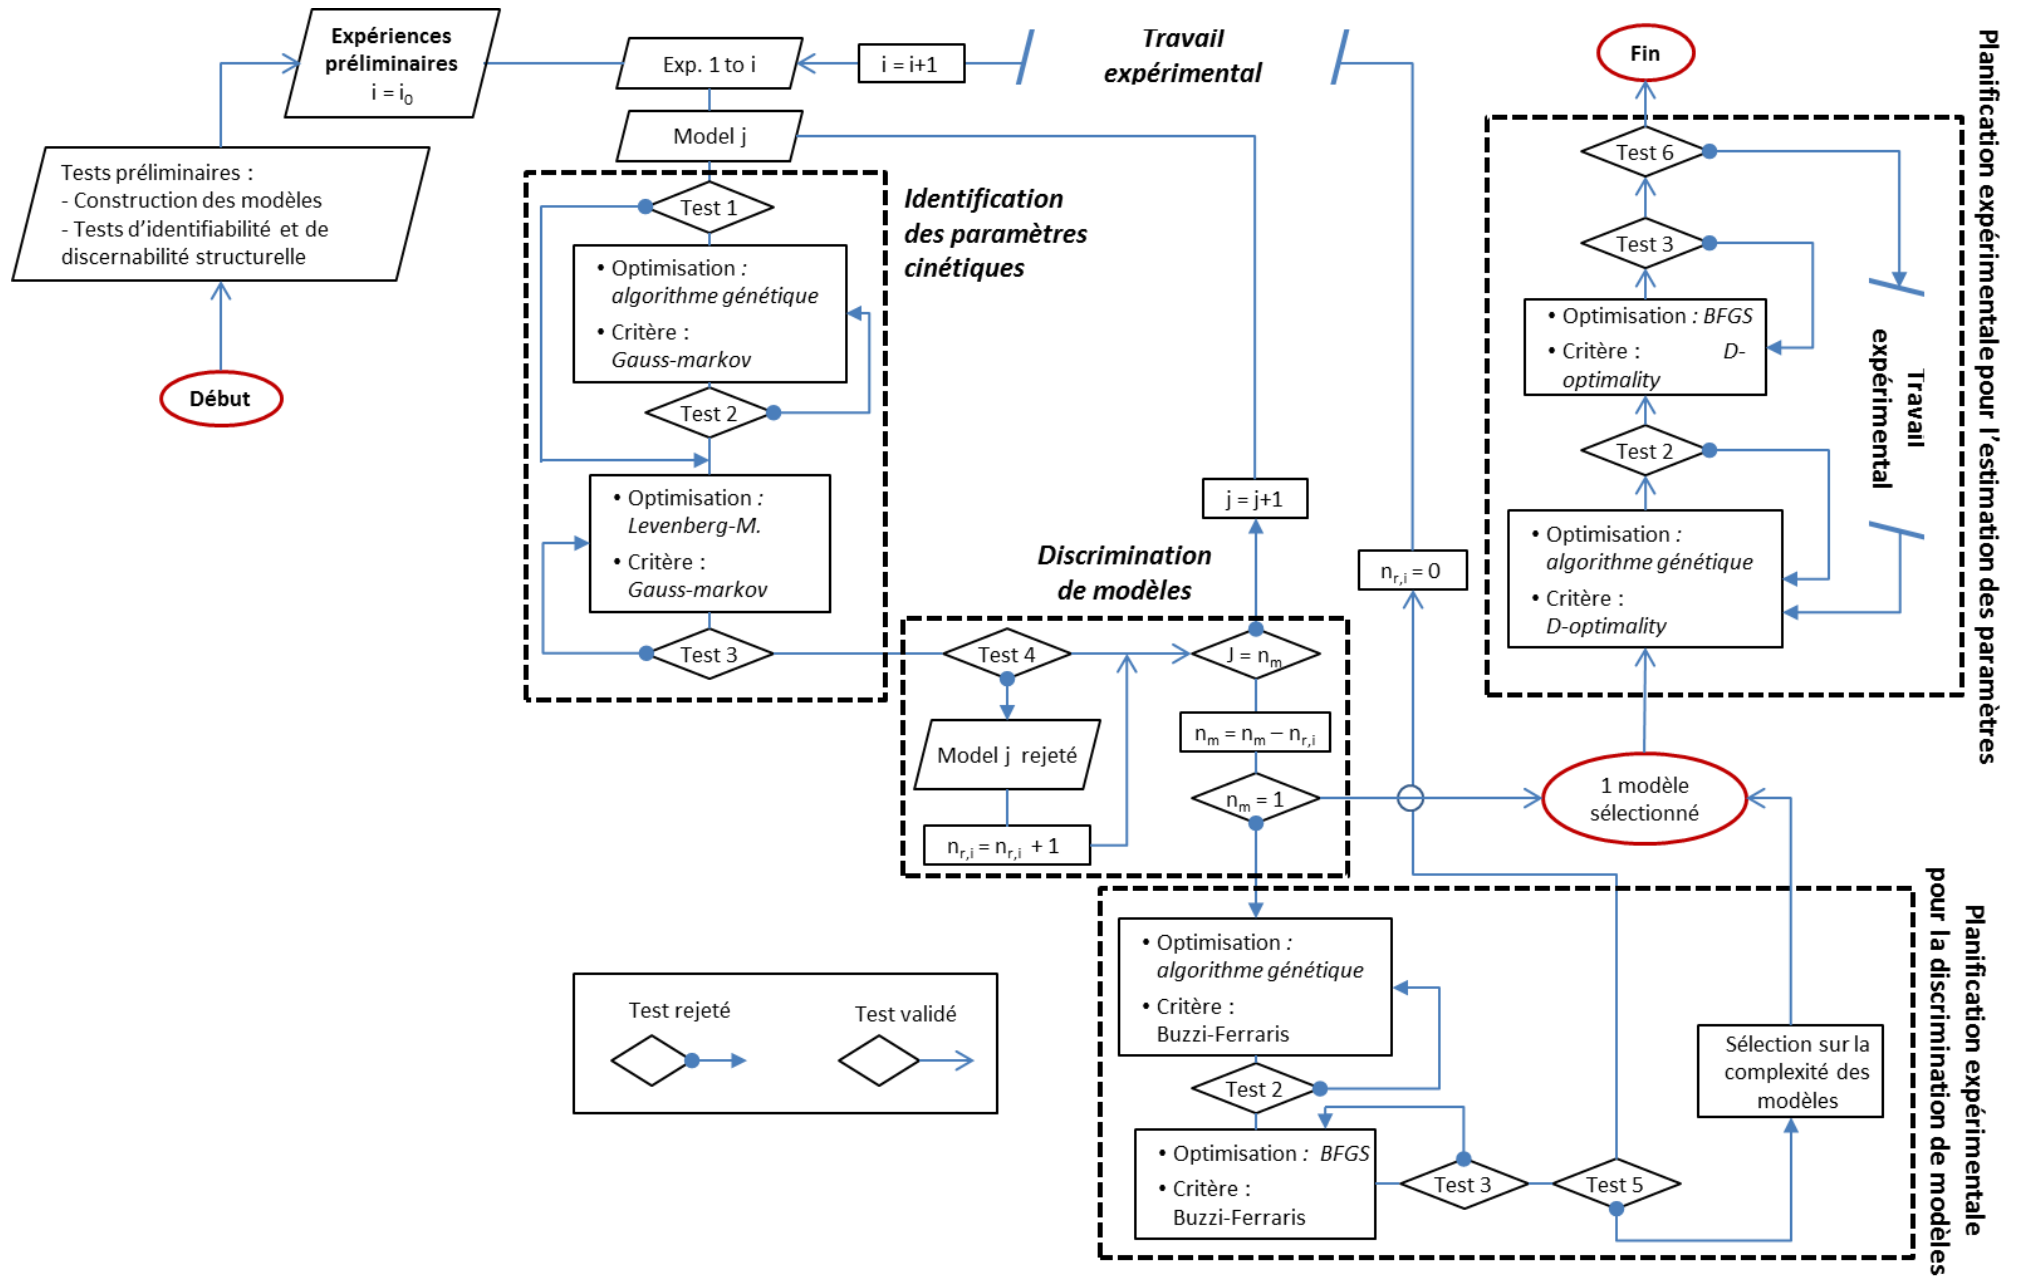 Début
Tests préliminaires :
- Construction des modèles
- Tests d'identifiabilité et de
discernabilité structurelle
Expériences
préliminaires
i = i0
Exp. 1 to i
i = i+1
Travail
expérimental
Model j
Identification
des paramètres
cinétiques
Test 1
• Optimisation :
algorithme génétique
• Critère :
Gauss-markov
Test 2
• Optimisation :
Levenberg-M.
• Critère :
Gauss-markov
Test 3
Discrimination
de modèles
Test 4
Model j rejeté
nr,i = nr,i + 1
J = nm
j = j+1
nm = nm – nr,i
nm = 1
nr,i = 0
1 modèle
sélectionné
Planification expérimentale
pour la discrimination de modèles
• Optimisation :
algorithme génétique
• Critère :
Buzzi-Ferraris
Test 2
• Optimisation : BFGS
• Critère :
Buzzi-Ferraris
Test 3
Test 5
Sélection sur la
complexité des
modèles
Planification expérimentale pour l'estimation des paramètres
• Optimisation :
algorithme génétique
• Critère :
D-optimality
Test 2
• Optimisation : BFGS
• Critère : D-
optimality
Test 3
Test 6
Travail
expérimental
Fin
Test rejeté
Test validé